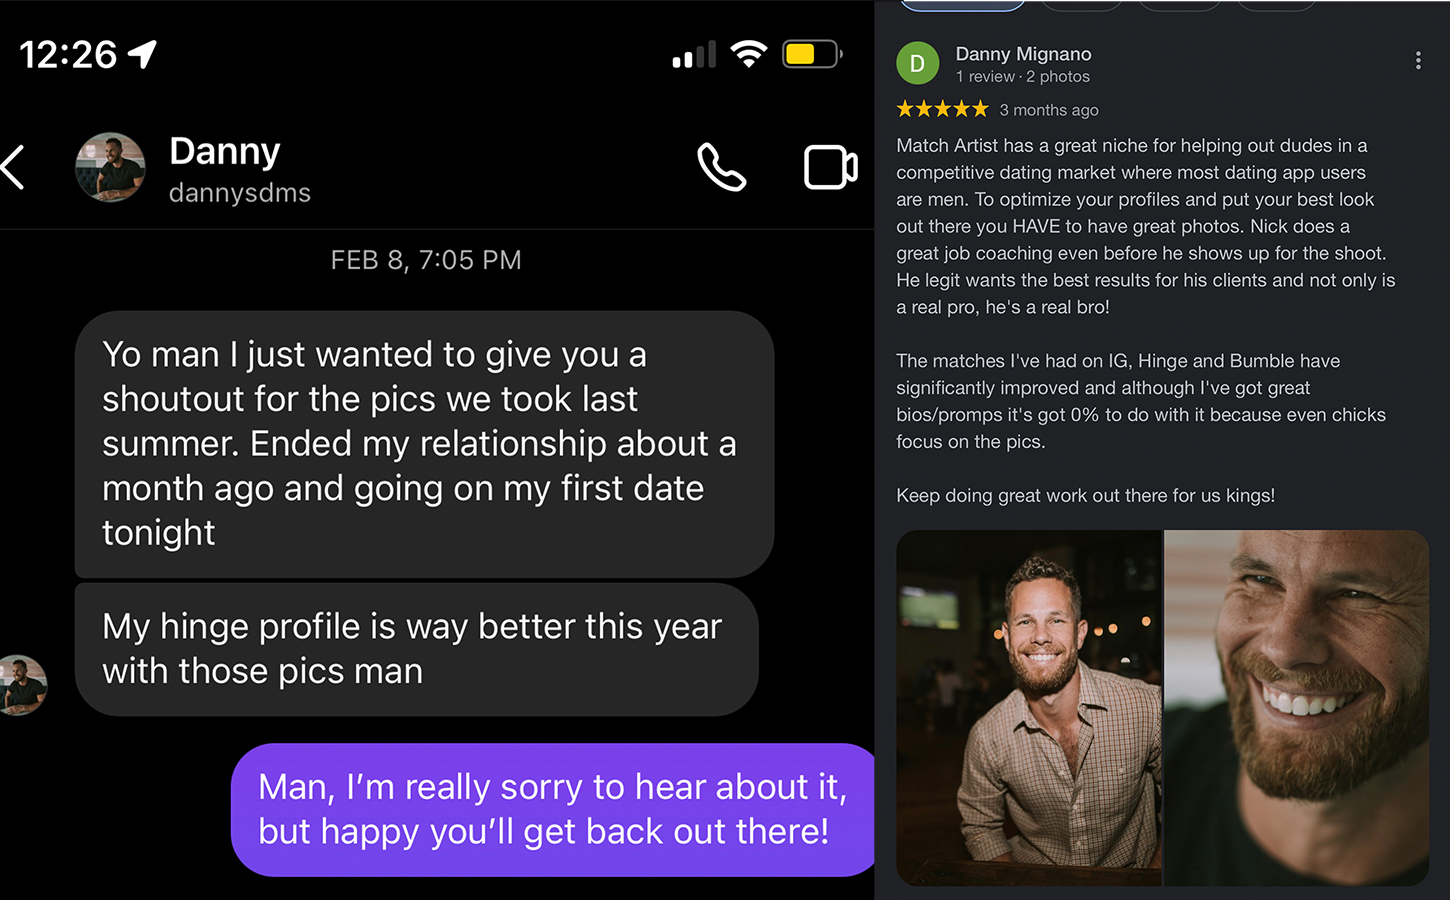 12:26
Danny
dannysdms
FEB 8, 7:05 PM
Yo man I just wanted to give you a
shoutout for the pics we took last
summer. Ended my relationship about a
month ago and going on my first date
tonight
My hinge profile is way better this year
with those pics man
Man, I’m really sorry to hear about it,
but happy you’ll get back out there!
D
Danny Mignano
1 review · 2 photos
3 months ago
Match Artist has a great niche for helping out dudes in a
competitive dating market where most dating app users
are men. To optimize your profiles and put your best look
out there you HAVE to have great photos. Nick does a
great job coaching even before he shows up for the shoot.
He legit wants the best results for his clients and not only is
a real pro, he's a real bro!
The matches I've had on IG, Hinge and Bumble have
significantly improved and although I've got great
bios/promps it's got 0% to do with it because even chicks
focus on the pics.
Keep doing great work out there for us kings!